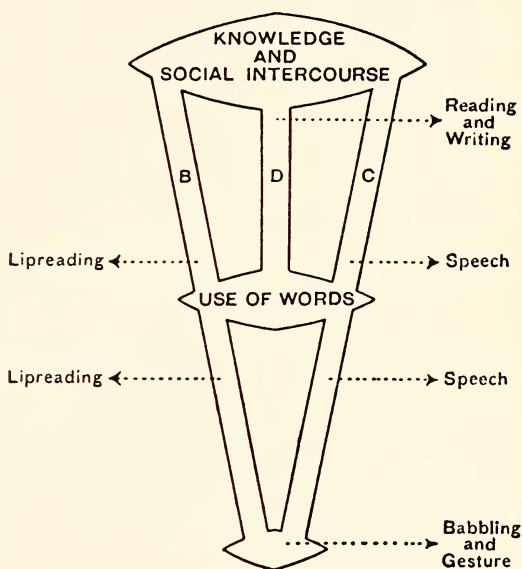 KNOWLEDGE
AND
SOCIAL INTERCOURSE
Reading
and
Writing
B
D
C
Lipreading
Speech
USE OF WORDS
Lipreading
Speech
Babbling
and
Gesture